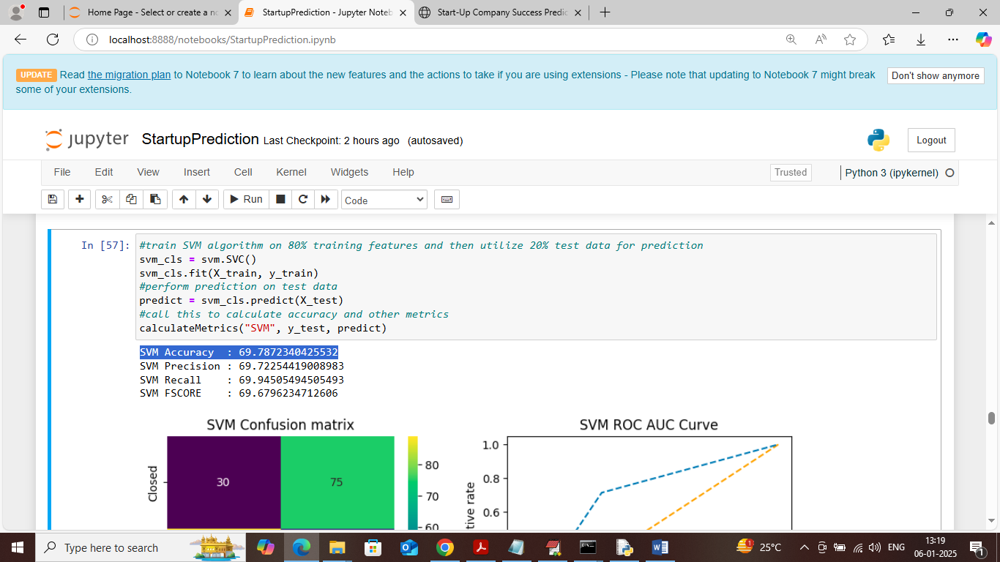 Home Page - Select or create a no
StartupPrediction - Jupyter Noteb
Start-Up Company Success Predic
localhost:8888/notebooks/StartupPrediction.ipynb
UPDATE Read the migration plan to Notebook 7 to learn about the new features and the actions to take if you are using extensions - Please note that updating to Notebook 7 might break
some of your extensions.
Don't show anymore
jupyter StartupPrediction Last Checkpoint: 2 hours ago (autosaved)
Logout
File Edit View Insert Cell Kernel Widgets Help
Trusted
Python 3 (ipykernel)
Run
Code
In [57]:
#train SVM algorithm on 80% training features and then utilize 20% test data for prediction
svm_cls = svm.SVC()
svm_cls.fit(X_train, y_train)
#perform prediction on test data
predict = svm_cls.predict(X_test)
#call this to calculate accuracy and other metrics
calculateMetrics("SVM", y_test, predict)
SVM Accuracy  : 69.7872340425532
SVM Precision : 69.72254419008983
SVM Recall    : 69.94505494505493
SVM FSCORE    : 69.6796234712606
SVM Confusion matrix
Closed
30
75
80
70
60
SVM ROC AUC Curve
1.0
0.8
0.6
tive rate
Type here to search
1
25°C
ENG
13:19
06-01-2025
1